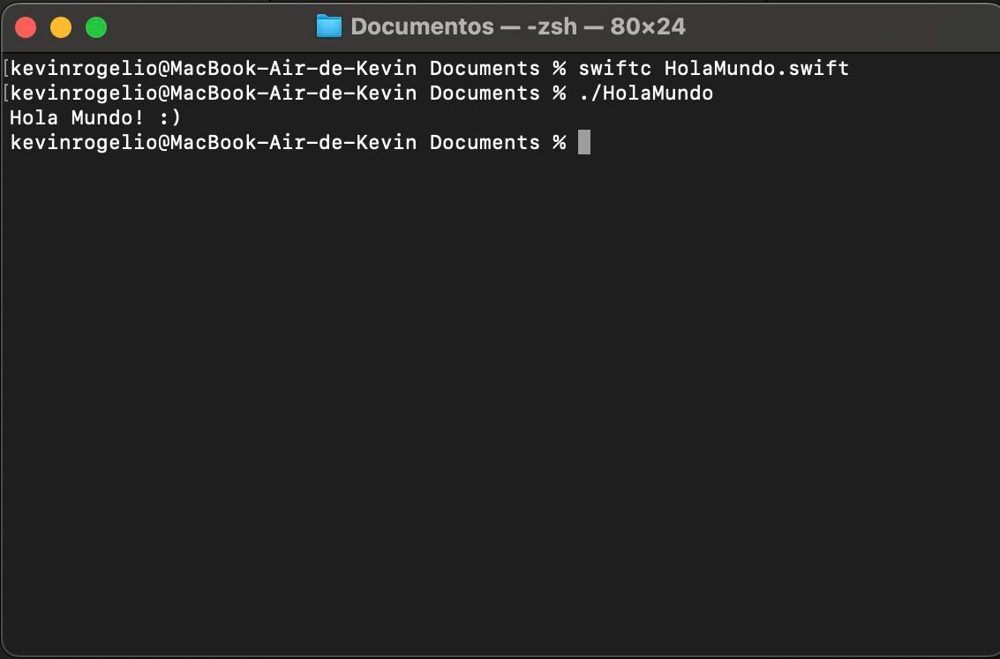 Documentos — -zsh — 80×24
[kevinrogelio@MacBook-Air-de-Kevin Documents % swiftc HolaMundo.swift
[kevinrogelio@MacBook-Air-de-Kevin Documents % ./HolaMundo
Hola Mundo! :)
kevinrogelio@MacBook-Air-de-Kevin Documents %